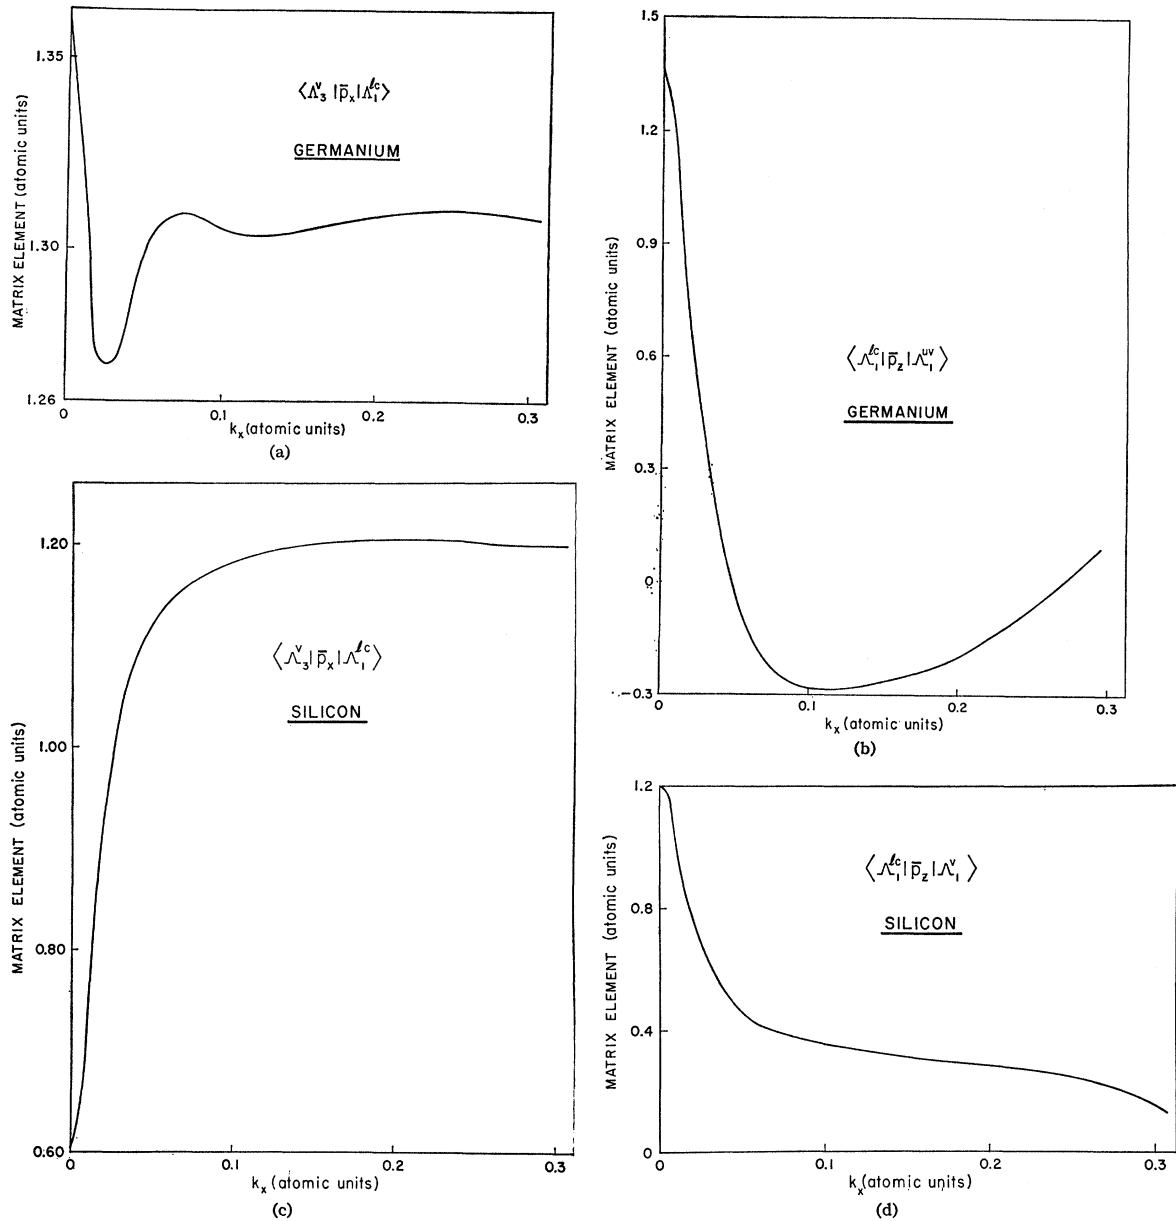 1.35
1.30
1.26
MATRIX ELEMENT (atomic units)
⟨Λ₃ᵛ |p̄ₓ|Λ₁ˡᶜ⟩
GERMANIUM
0
0.1
0.2
0.3
kₓ (atomic units)
(a)
1.5
1.2
0.9
0.6
0.3
0
-0.3
MATRIX ELEMENT (atomic units)
⟨Λ₁ˡᶜ|p̄_z|Λ₁ᵘᵛ⟩
GERMANIUM
0.1
0.2
0.3
kₓ (atomic units)
(b)
1.20
1.00
0.80
0.60
MATRIX ELEMENT (atomic units)
⟨Λ₃ᵛ|p̄ₓ|Λ₁ˡᶜ⟩
SILICON
0
0.1
0.2
0.3
kₓ (atomic units)
(c)
1.2
0.8
0.4
0
MATRIX ELEMENT (atomic units)
⟨Λ₁ˡᶜ|p̄_z|Λ₁ᵛ⟩
SILICON
0
0.1
0.2
0.3
kₓ (atomic units)
(d)